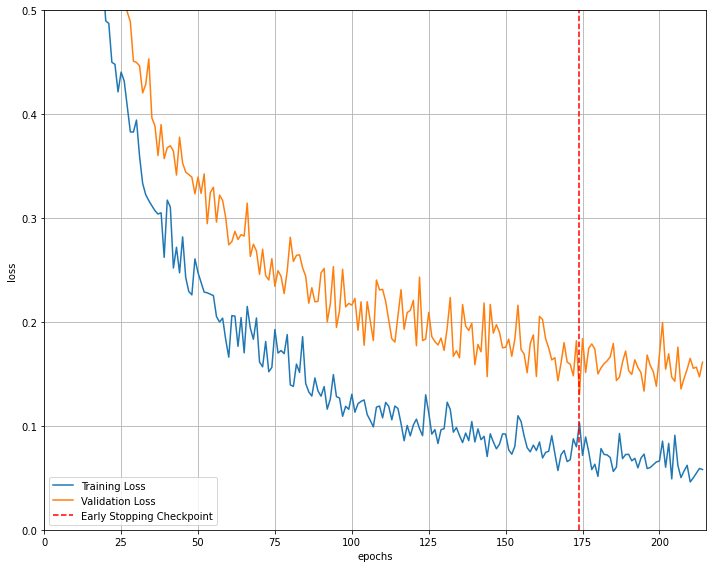 0.5
0.4
0.3
0.2
0.1
0.0
loss
0 25 50 75 100 125 150 175 200
epochs
Training Loss
Validation Loss
Early Stopping Checkpoint